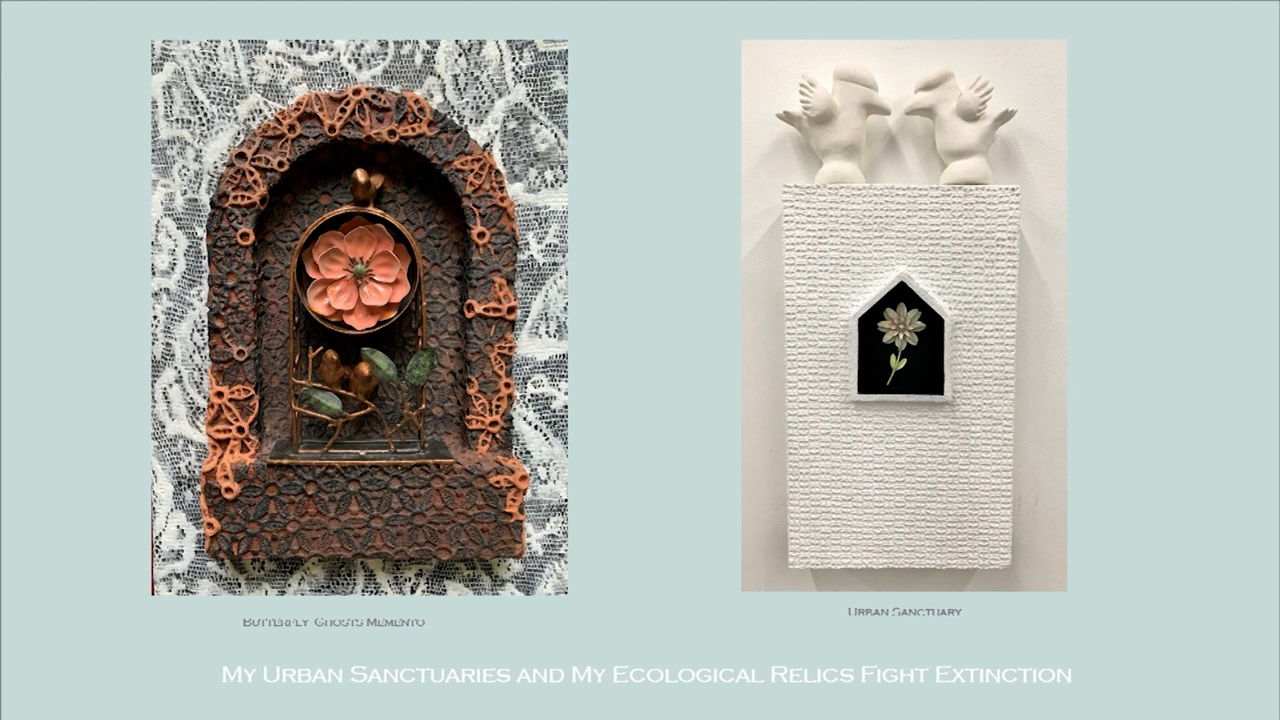 Butterfly Ghosts Memento
Urban Sanctuary
My Urban Sanctuaries and My Ecological Relics Fight Extinction